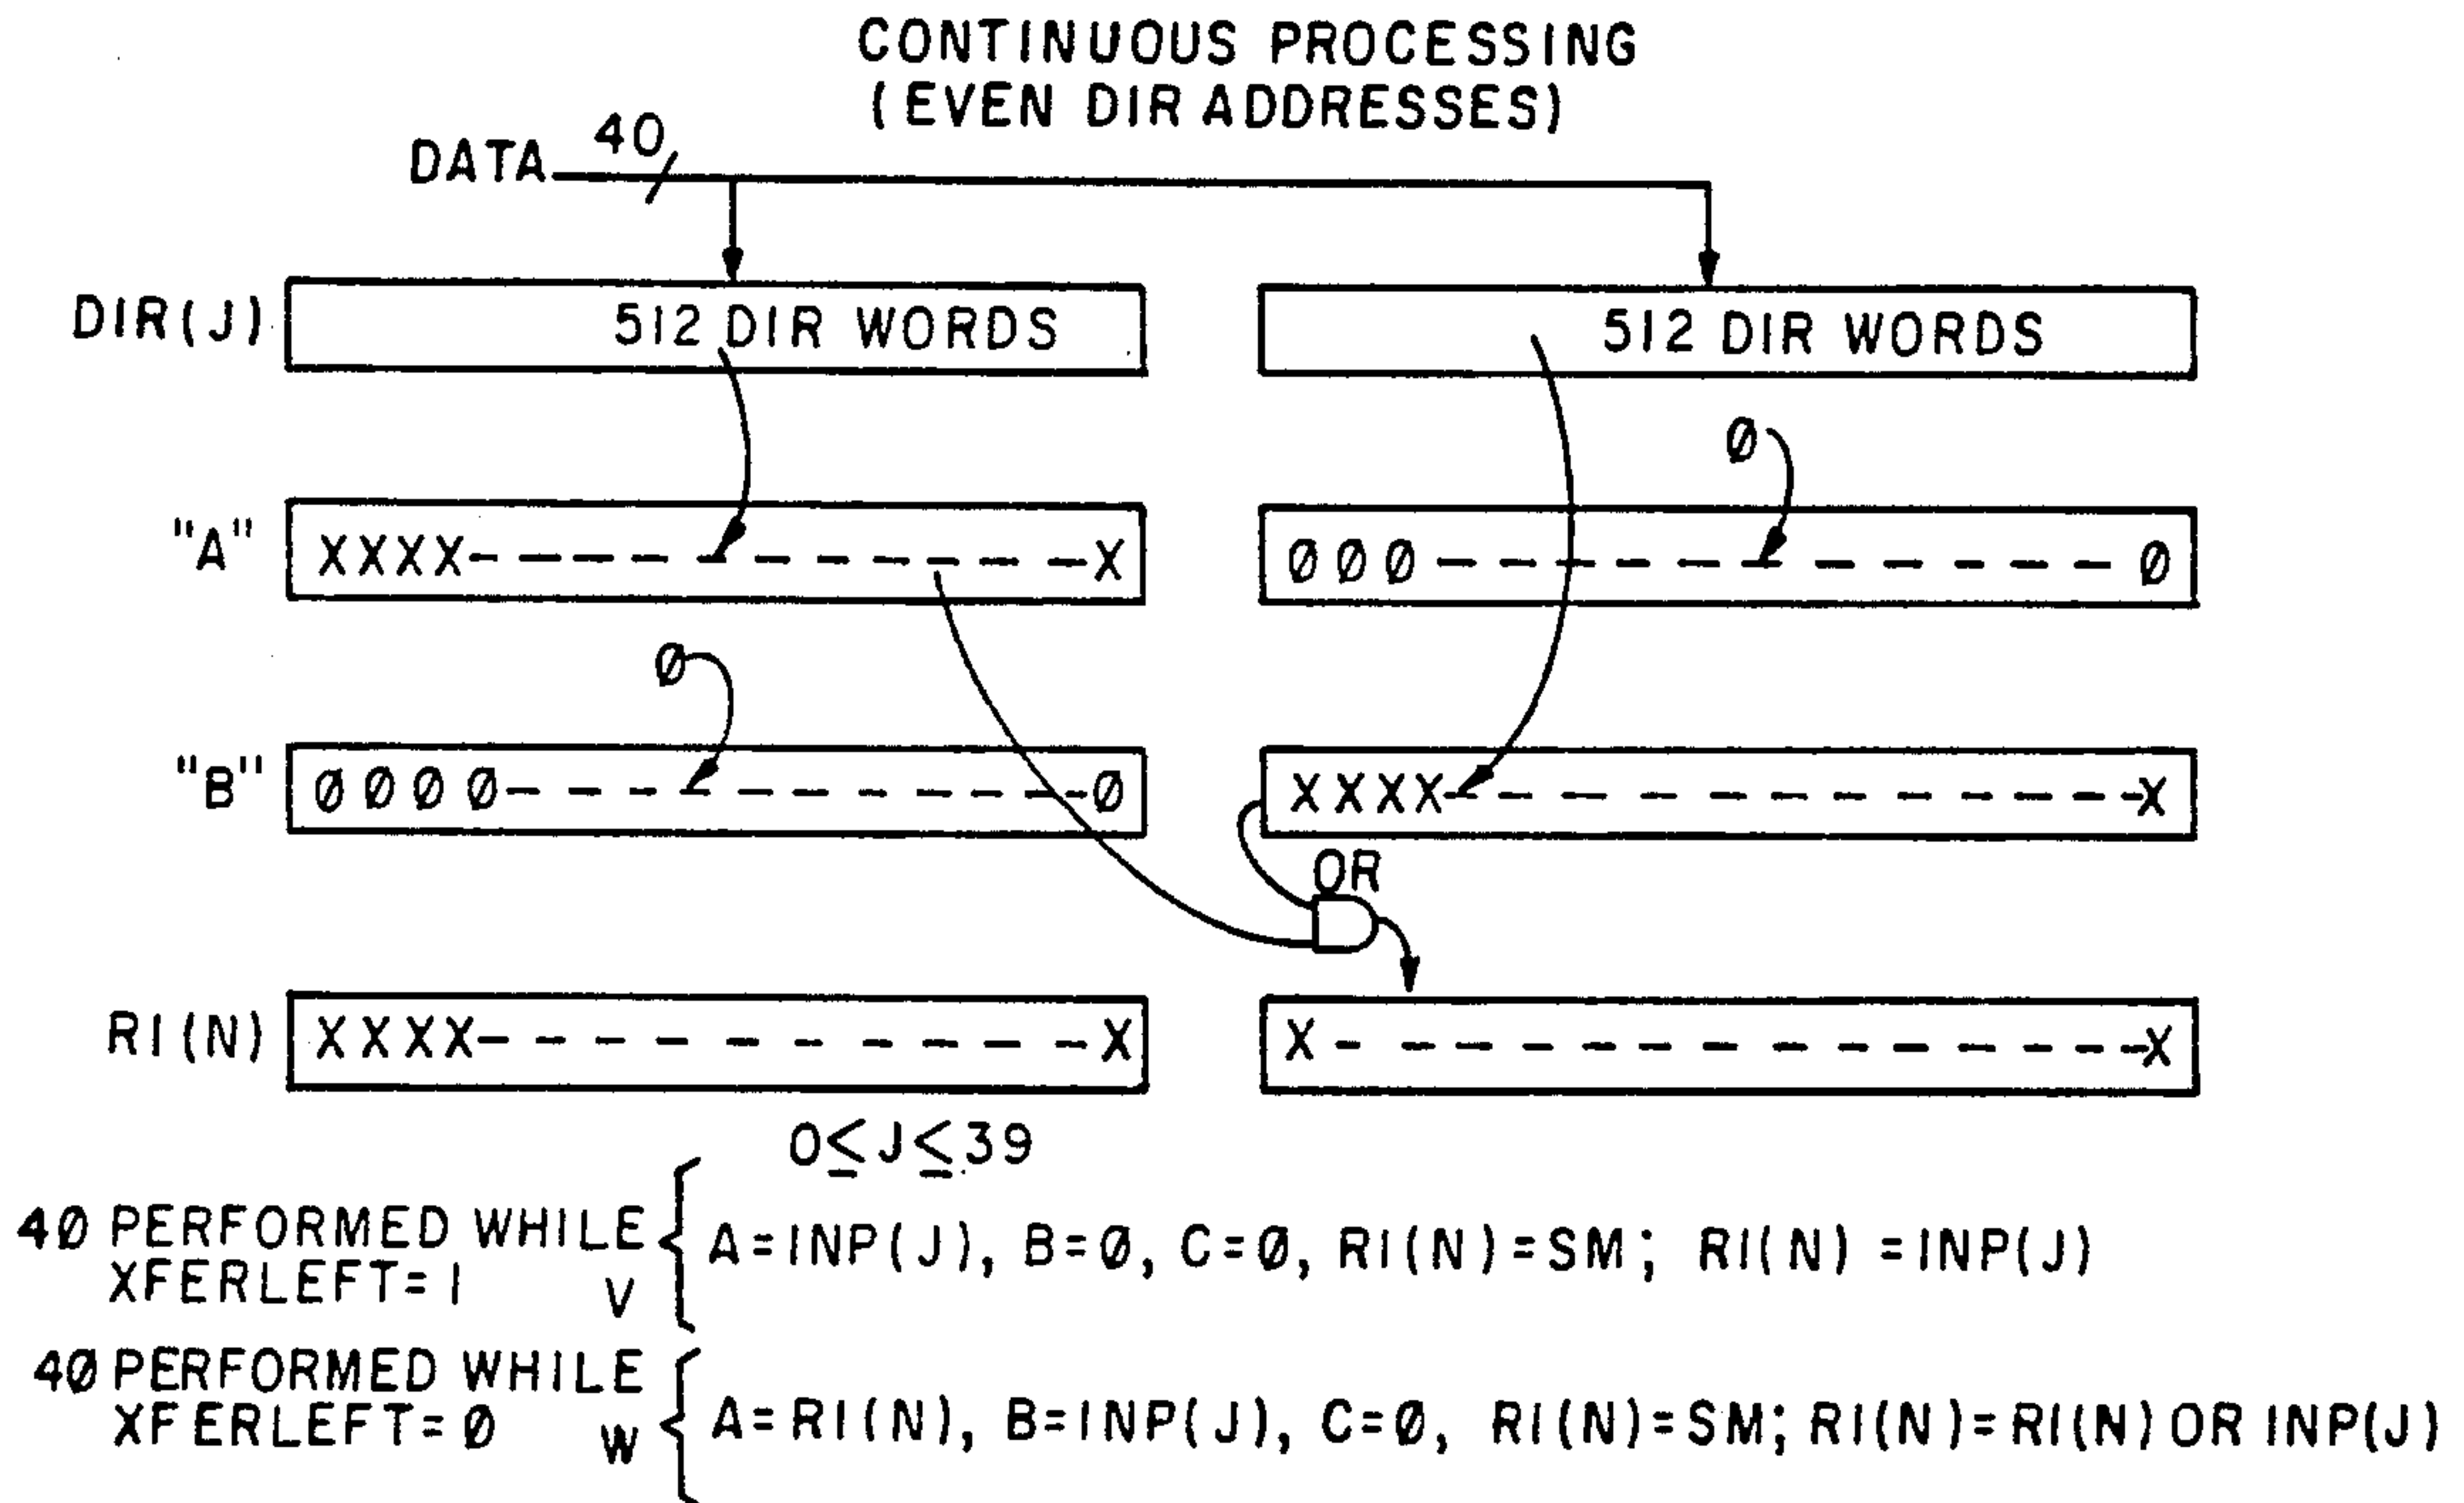 CONTINUOUS PROCESSING
(EVEN DIR ADDRESSES)
DATA 40
DIR(J) 512 DIR WORDS 512 DIR WORDS
Ø
"A" XXXX- - - - - - - - - - -X ØØØ- - - - - - - - - - - Ø
Ø
"B" ØØØØ- - - - - - - - - -Ø XXXX- - - - - - - - - - - -X
OR
RI(N) XXXX- - - - - - - - - - -X X- - - - - - - - - - - - -X
0≤J≤39
4Ø PERFORMED WHILE
XFERLEFT=1 V { A=INP(J), B=Ø, C=Ø, RI(N)=SM; RI(N)=INP(J)
4Ø PERFORMED WHILE
XFERLEFT=Ø W { A=RI(N), B=INP(J), C=Ø, RI(N)=SM; RI(N)=RI(N) OR INP(J)